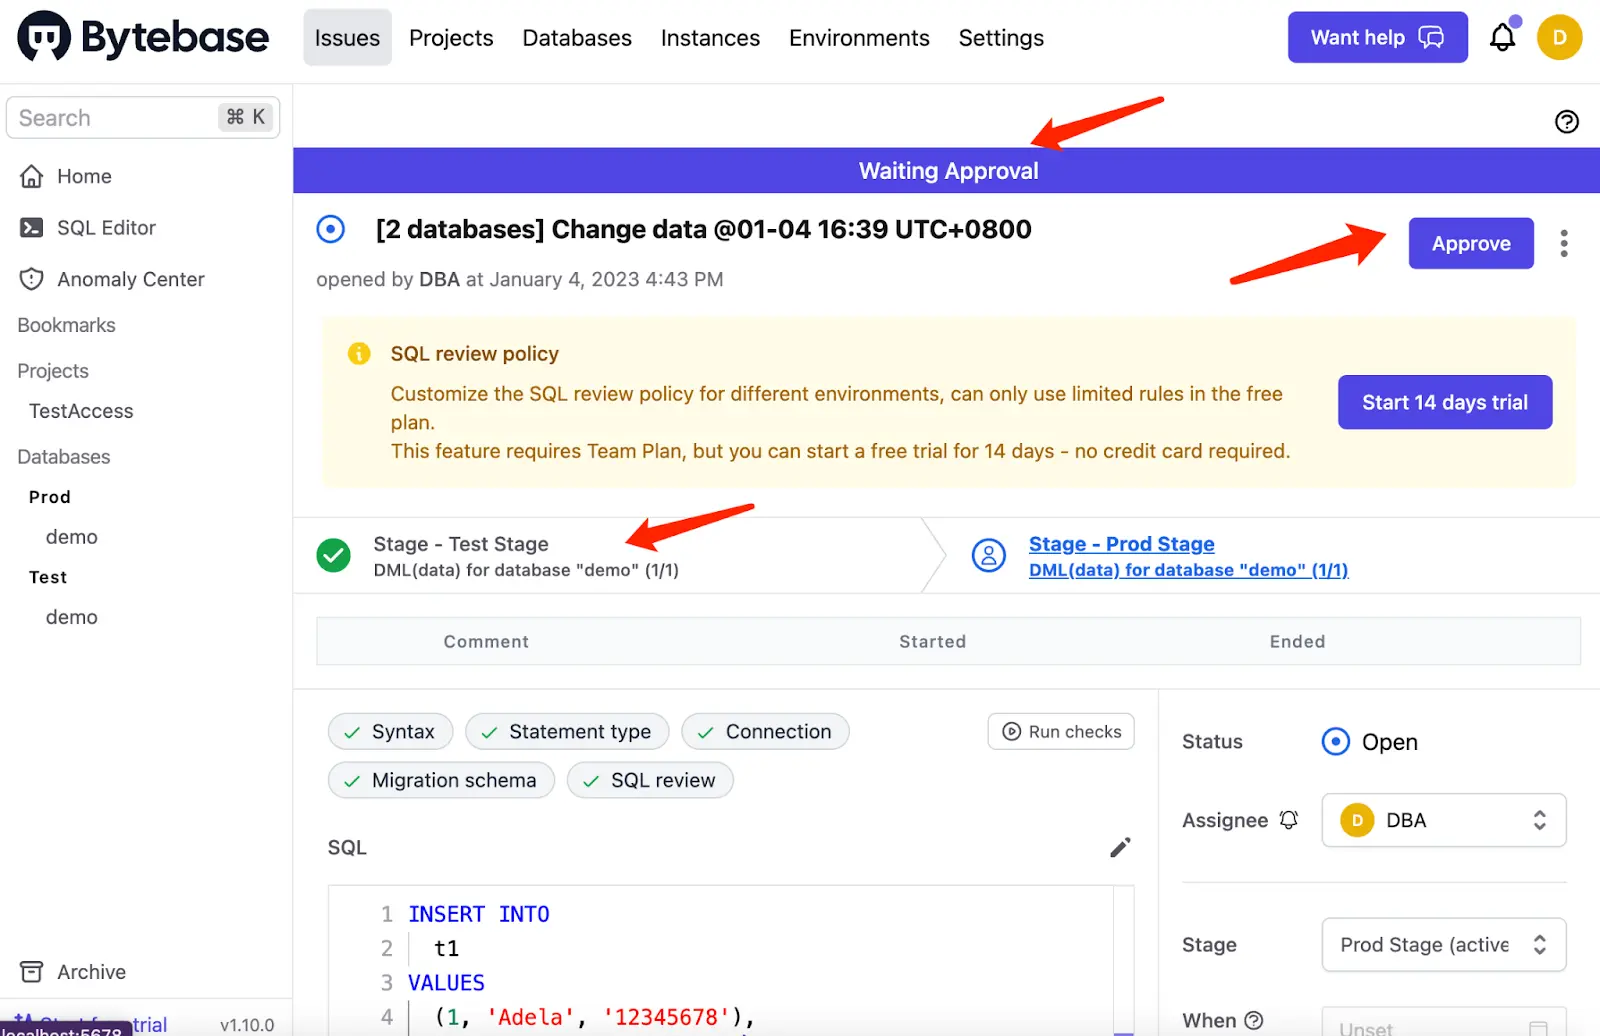 Bytebase
Issues Projects Databases Instances Environments Settings
Want help
D
Search ⌘ K
Home
SQL Editor
Anomaly Center
Bookmarks
Projects
TestAccess
Databases
Prod
demo
Test
demo
Archive
trial v1.10.0
localhost:5678
Waiting Approval
[2 databases] Change data @01-04 16:39 UTC+0800
Approve
opened by DBA at January 4, 2023 4:43 PM
SQL review policy
Customize the SQL review policy for different environments, can only use limited rules in the free
plan.
This feature requires Team Plan, but you can start a free trial for 14 days - no credit card required.
Start 14 days trial
Stage - Test Stage
DML(data) for database "demo" (1/1)
Stage - Prod Stage
DML(data) for database "demo" (1/1)
Comment Started Ended
Syntax Statement type Connection
Run checks
Migration schema SQL review
SQL
1 INSERT INTO
2 t1
3 VALUES
4 (1, 'Adela', '12345678'),
Status Open
Assignee D DBA
Stage Prod Stage (active
When Unset